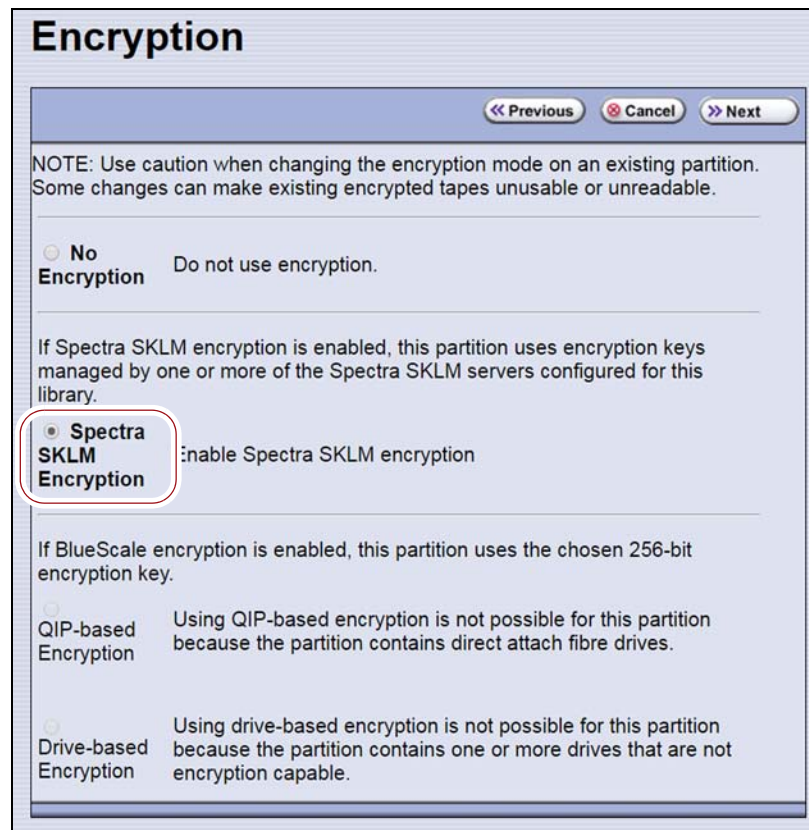 Encryption
Previous
Cancel
Next
NOTE: Use caution when changing the encryption mode on an existing partition.
Some changes can make existing encrypted tapes unusable or unreadable.
No
Encryption
Do not use encryption.
If Spectra SKLM encryption is enabled, this partition uses encryption keys
managed by one or more of the Spectra SKLM servers configured for this
library.
Spectra
SKLM
Encryption
Enable Spectra SKLM encryption
If BlueScale encryption is enabled, this partition uses the chosen 256-bit
encryption key.
QIP-based
Encryption
Using QIP-based encryption is not possible for this partition
because the partition contains direct attach fibre drives.
Drive-based
Encryption
Using drive-based encryption is not possible for this partition
because the partition contains one or more drives that are not
encryption capable.